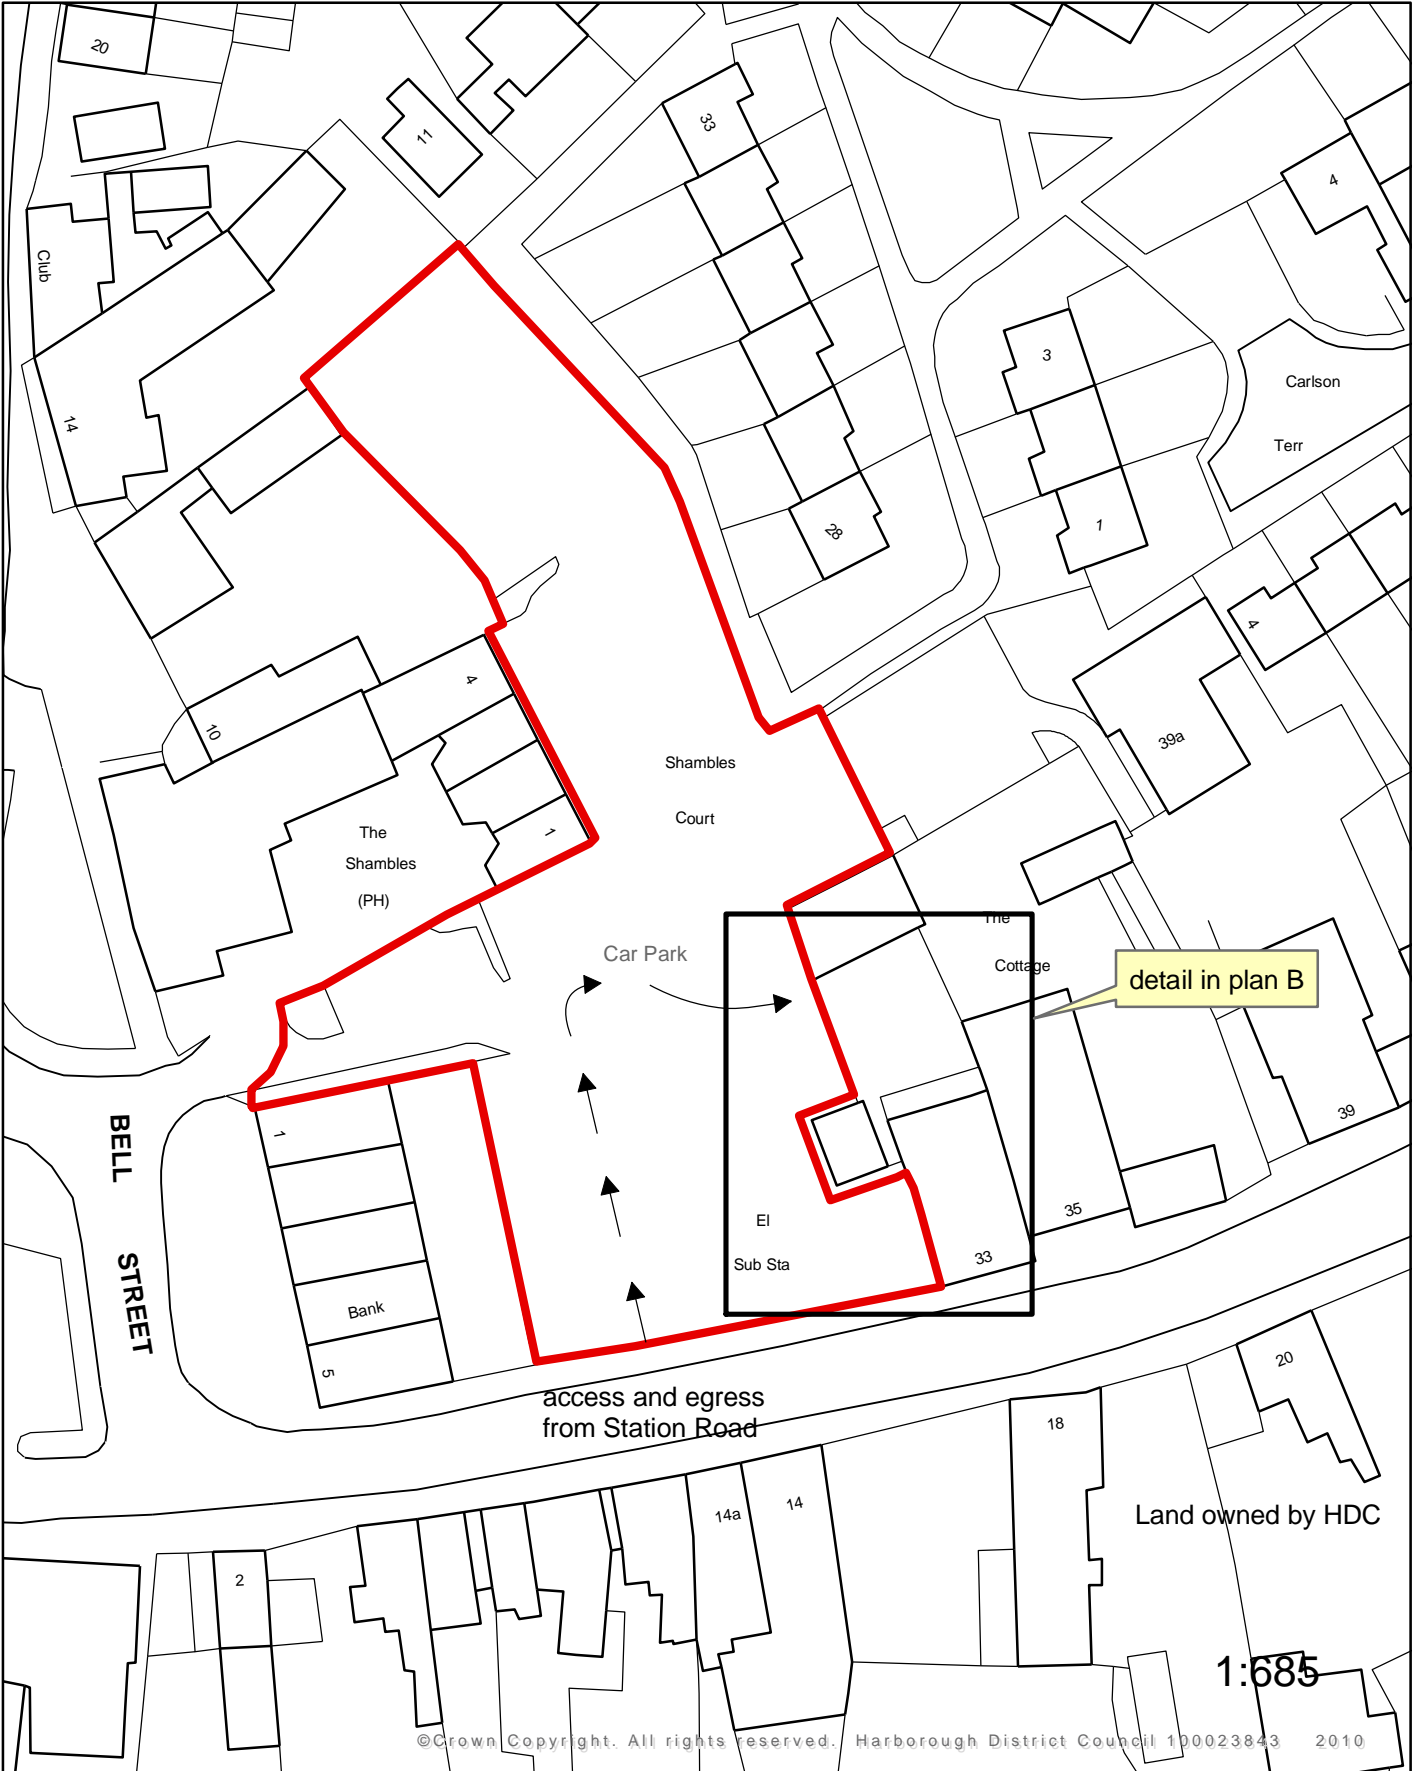 20
11
33
4
Club
3
Carlson
Terr
14
28
1
4
4
10
39a
Shambles
Court
The
Shambles
(PH)
1
The
Cottage
Car Park
detail in plan B
BELL
STREET
1
39
El
Sub Sta
35
33
Bank
5
20
access and egress
from Station Road
18
14a
14
Land owned by HDC
2
1:685
©Crown Copyright. All rights reserved. Harborough District Council 100023843 2010